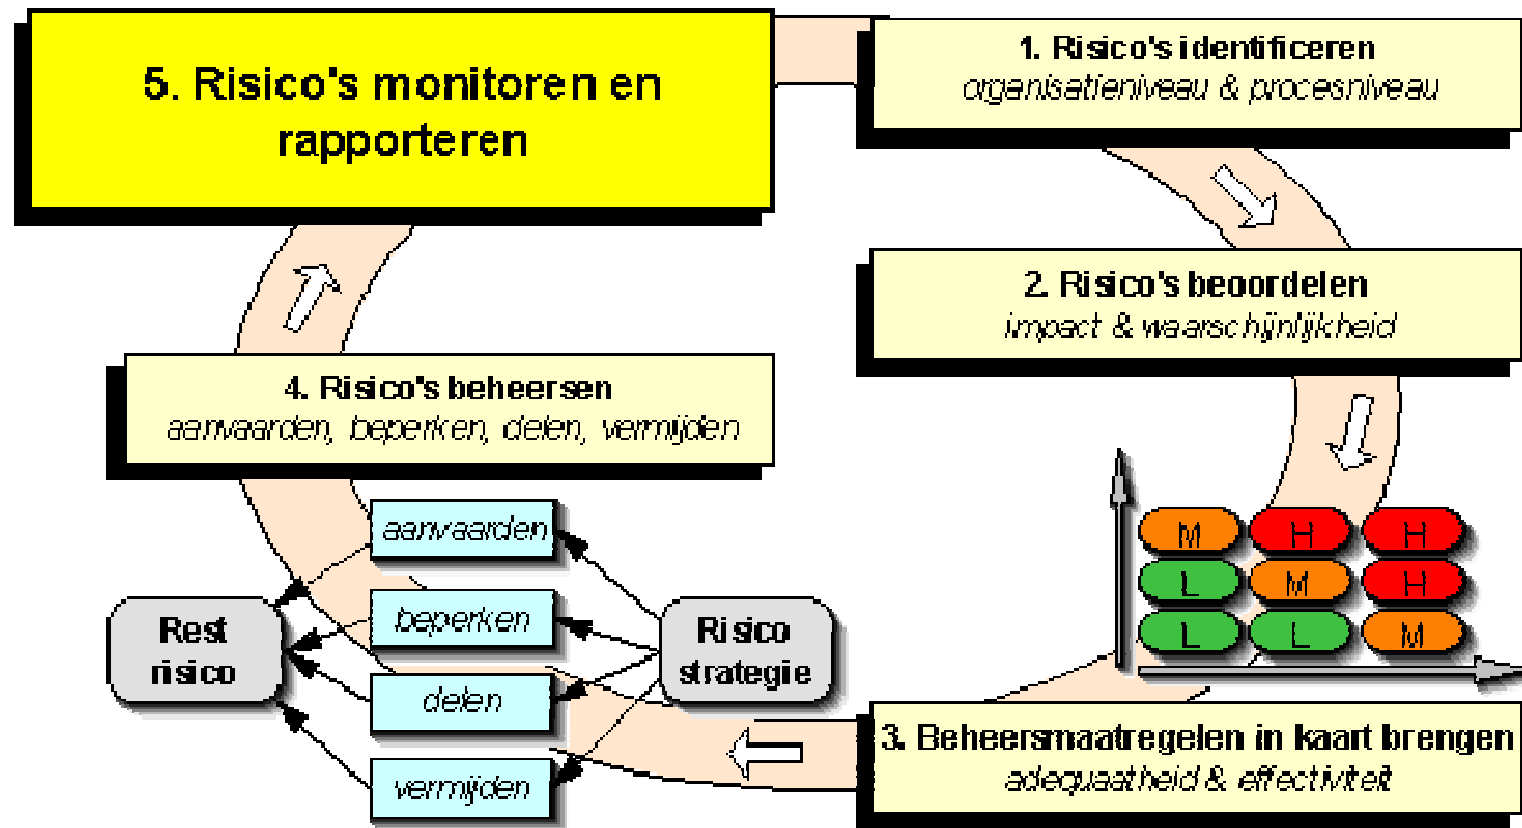 5. Risico's monitoren en
rapporteren
1. Risico's identificeren
organisatieniveau & procesniveau
2. Risico's beoordelen
impact & waarschijnlijkheid
4. Risico's beheersen
aanvaarden, beperken, delen, vermijden
M H H
L M H
L L M
aanvaarden
beperken
delen
vermijden
Rest
risico
Risico
strategie
3. Beheersmaatregelen in kaart brengen
adequaatheid & effectiviteit